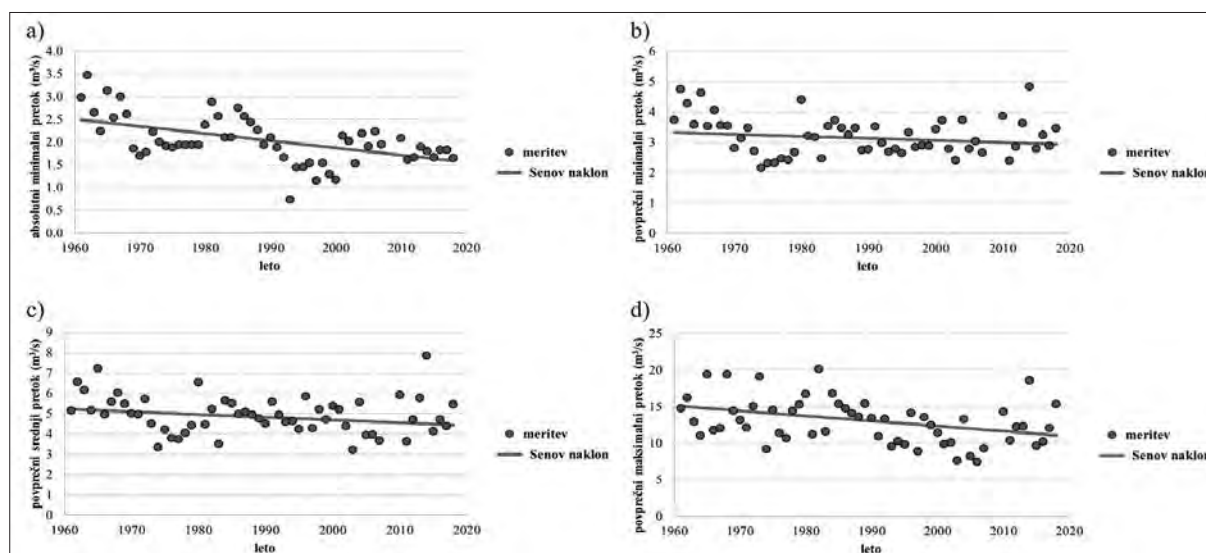 a)
absolutni minimalni pretok (m³/s)
4.0
3.5
3.0
2.5
2.0
1.5
1.0
0.5
0.0
1960 1970 1980 1990 2000 2010 2020
leto
meritev
Senov naklon
b)
povprečni minimalni pretok (m³/s)
6
5
4
3
2
1
0
1960 1970 1980 1990 2000 2010 2020
leto
meritev
Senov naklon
c)
povprečni srednji pretok (m³/s)
9
8
7
6
5
4
3
2
1
0
1960 1970 1980 1990 2000 2010 2020
leto
meritev
Senov naklon
d)
povprečni maksimalni pretok (m³/s)
25
20
15
10
5
0
1960 1970 1980 1990 2000 2010 2020
leto
meritev
Senov naklon